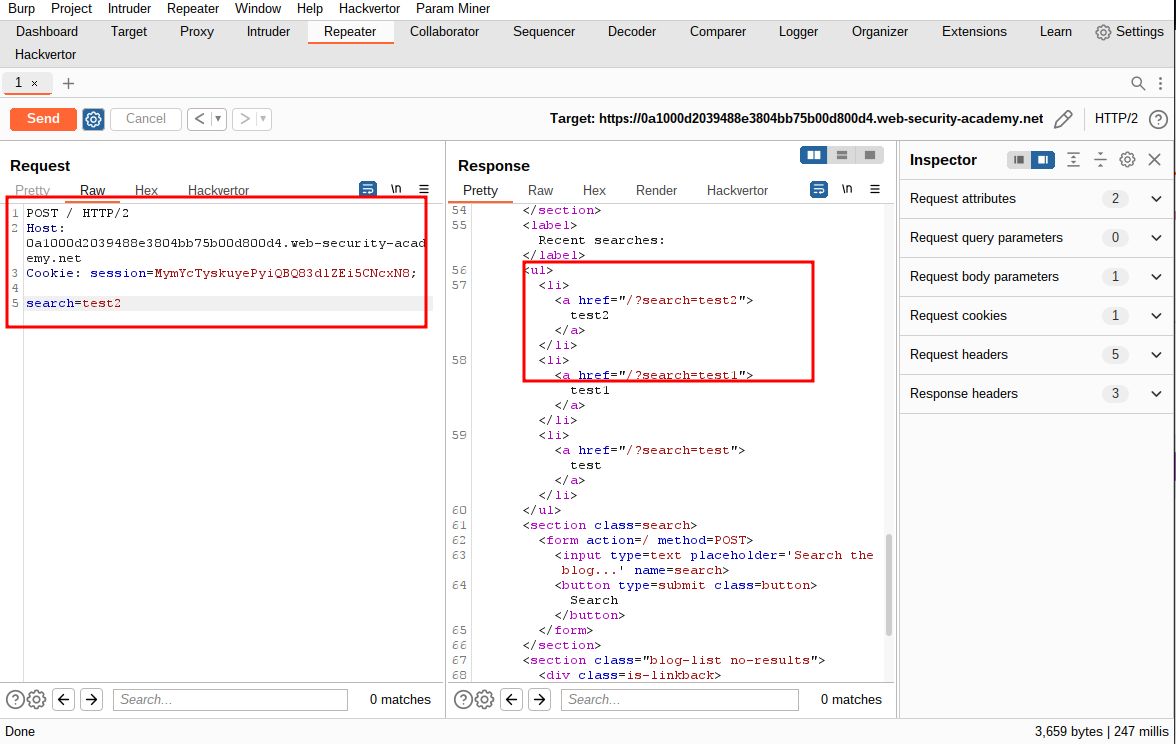 Burp Project Intruder Repeater Window Help Hackvertor Param Miner
Dashboard Target Proxy Intruder Repeater Collaborator Sequencer Decoder Comparer Logger Organizer Extensions Learn Settings
Hackvertor
1 × +
Send Cancel < ▾ > ▾ Target: https://0a1000d2039488e3804bb75b00d800d4.web-security-academy.net HTTP/2 ?
Request
Pretty Raw Hex Hackvertor \n
1 POST / HTTP/2
2 Host:
0a1000d2039488e3804bb75b00d800d4.web-security-acad
emy.net
3 Cookie: session=MymYcTyskuyePyiQBQ83dlZEi5CNcxN8;
4
5 search=test2
Search...
0 matches
Response
Pretty Raw Hex Render Hackvertor \n
54 </section>
55 <label>
Recent searches:
</label>
56 <ul>
57 <li>
<a href="/?search=test2">
test2
</a>
</li>
58 <li>
<a href="/?search=test1">
test1
</a>
</li>
59 <li>
<a href="/?search=test">
test
</a>
</li>
60 </ul>
61 <section class=search>
62 <form action=/ method=POST>
63 <input type=text placeholder='Search the
blog...' name=search>
64 <button type=submit class=button>
Search
</button>
65 </form>
66 </section>
67 <section class="blog-list no-results">
68 <div class=is-linkback>
Search...
0 matches
Inspector
Request attributes 2
Request query parameters 0
Request body parameters 1
Request cookies 1
Request headers 5
Response headers 3
Done
3,659 bytes | 247 millis